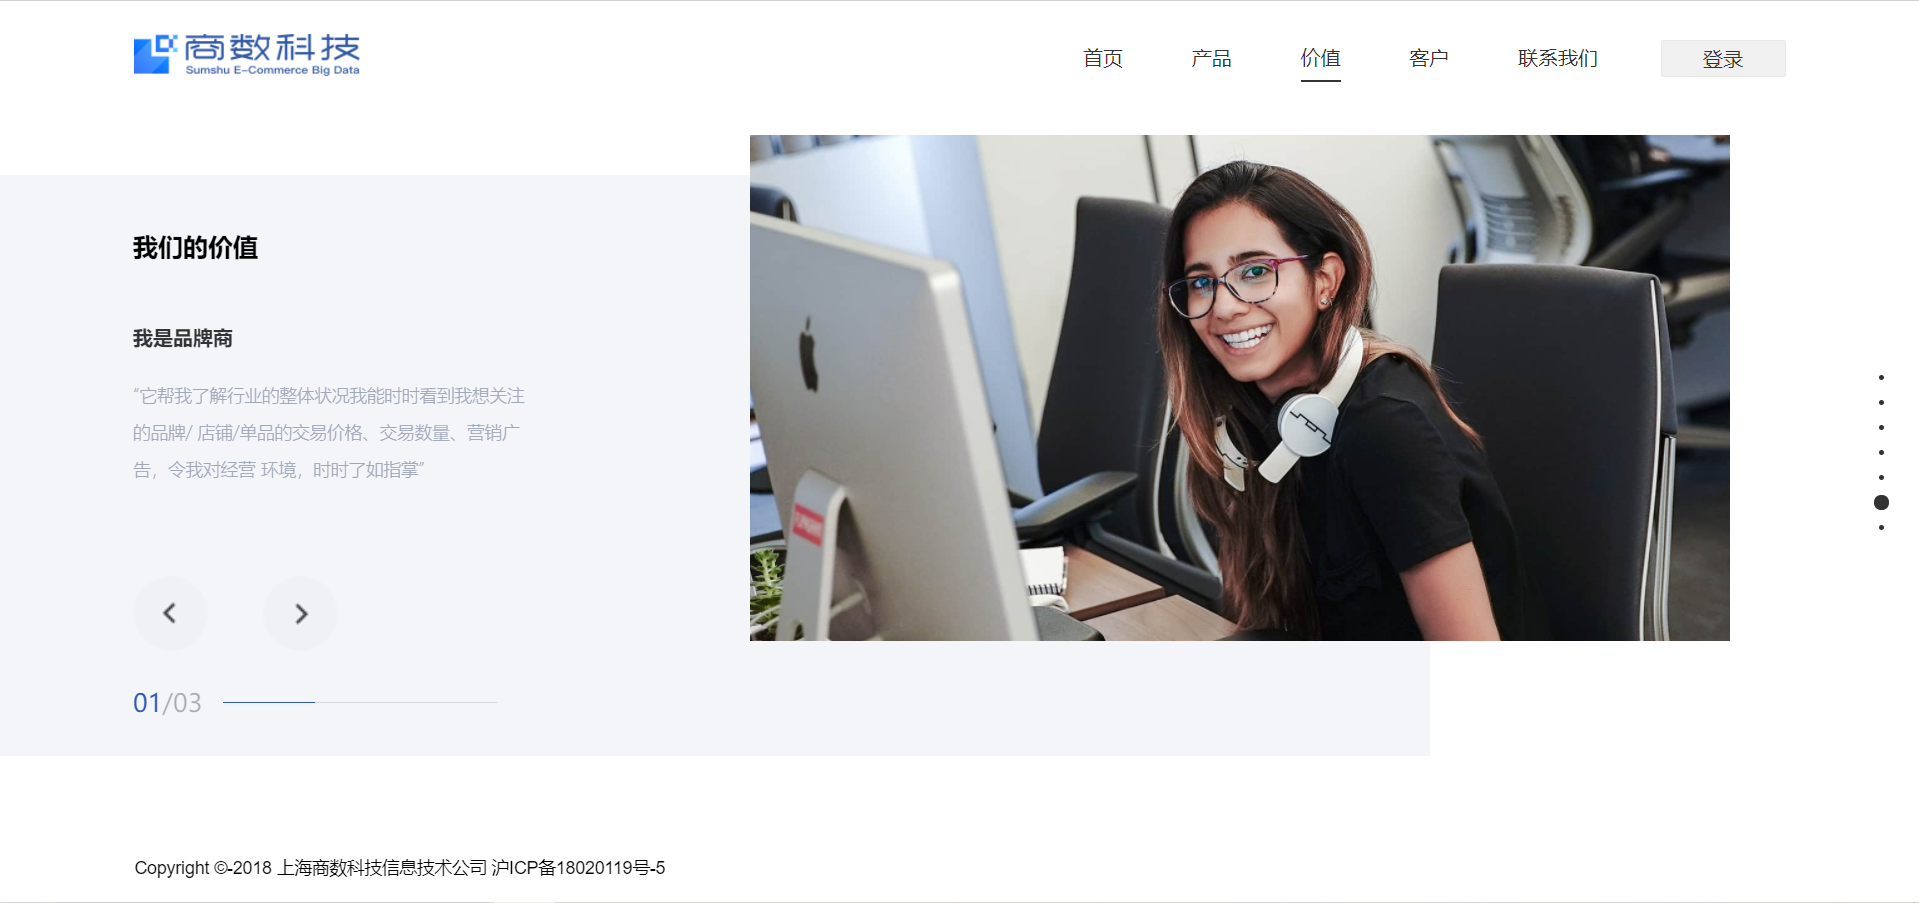 商数科技
Sumshu E-Commerce Big Data
首页
产品
价值
客户
联系我们
登录
我们的价值
我是品牌商
“它帮我了解行业的整体状况我能时时看到我想关注
的品牌/ 店铺/单品的交易价格、交易数量、营销广
告，令我对经营 环境，时时了如指掌”
01/03
Copyright ©-2018 上海商数科技信息技术公司 沪ICP备18020119号-5